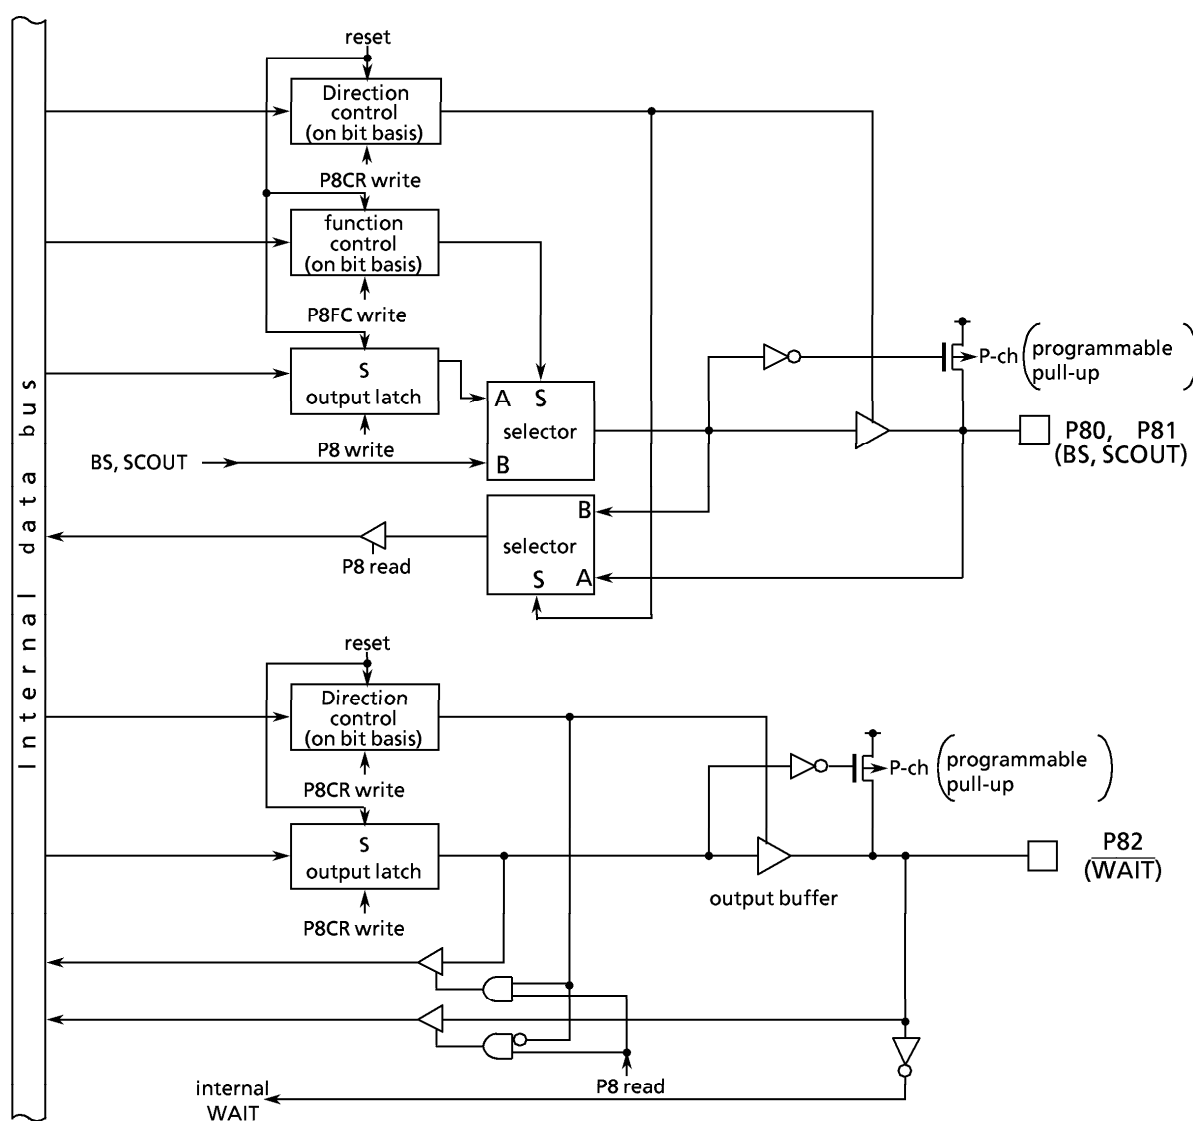 reset
Direction
control
(on bit basis)
P8CR write
function
control
(on bit basis)
P8FC write
S
output latch
P8 write
BS, SCOUT
A S
selector
B
P-ch (programmable
pull-up)
P80, P81
(BS, SCOUT)
B
selector
S A
P8 read
Internal data bus
reset
Direction
control
(on bit basis)
P8CR write
S
output latch
P8CR write
P-ch (programmable
pull-up)
output buffer
P82
(WAIT)
P8 read
internal
WAIT